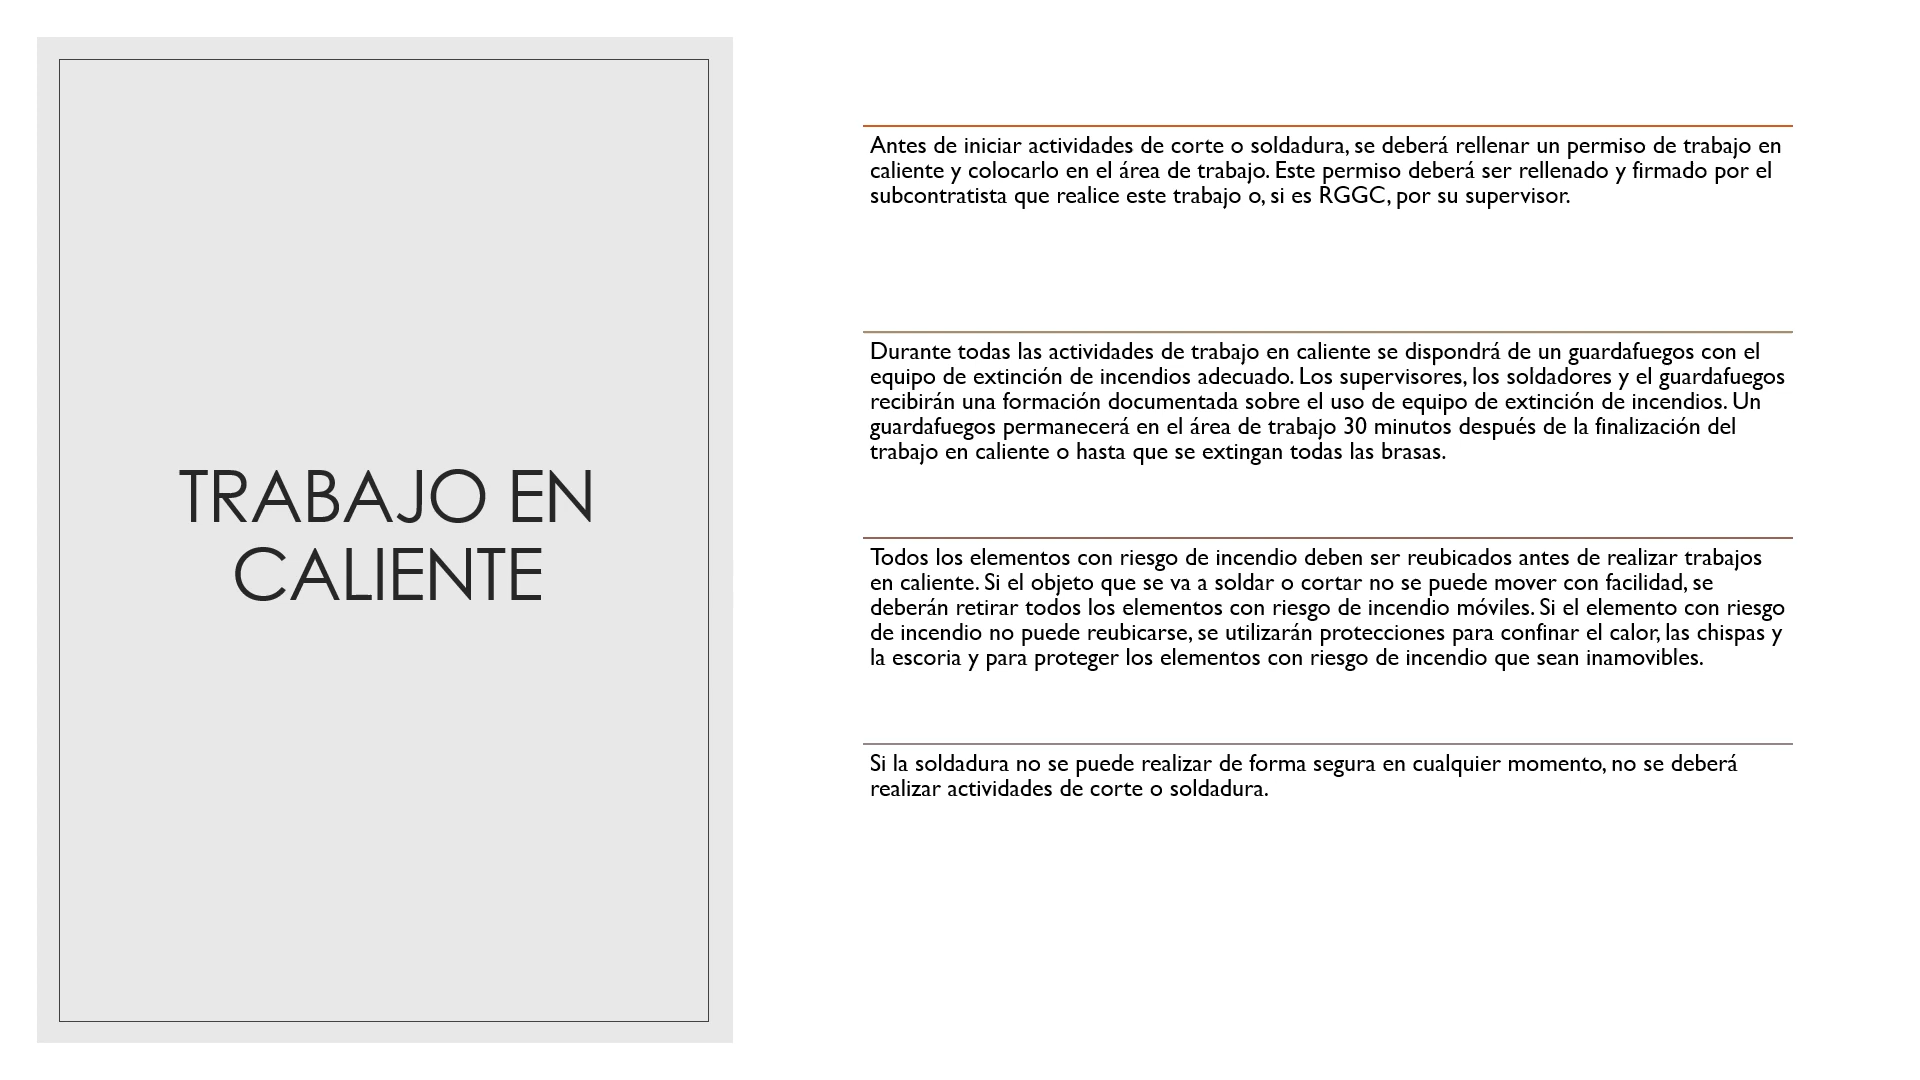 TRABAJO EN
CALIENTE
Antes de iniciar actividades de corte o soldadura, se deberá rellenar un permiso de trabajo en
caliente y colocarlo en el área de trabajo. Este permiso deberá ser rellenado y firmado por el
subcontratista que realice este trabajo o, si es RGGC, por su supervisor.
Durante todas las actividades de trabajo en caliente se dispondrá de un guardafuegos con el
equipo de extinción de incendios adecuado. Los supervisores, los soldadores y el guardafuegos
recibirán una formación documentada sobre el uso de equipo de extinción de incendios. Un
guardafuegos permanecerá en el área de trabajo 30 minutos después de la finalización del
trabajo en caliente o hasta que se extingan todas las brasas.
Todos los elementos con riesgo de incendio deben ser reubicados antes de realizar trabajos
en caliente. Si el objeto que se va a soldar o cortar no se puede mover con facilidad, se
deberán retirar todos los elementos con riesgo de incendio móviles. Si el elemento con riesgo
de incendio no puede reubicarse, se utilizarán protecciones para confinar el calor, las chispas y
la escoria y para proteger los elementos con riesgo de incendio que sean inamovibles.
Si la soldadura no se puede realizar de forma segura en cualquier momento, no se deberá
realizar actividades de corte o soldadura.